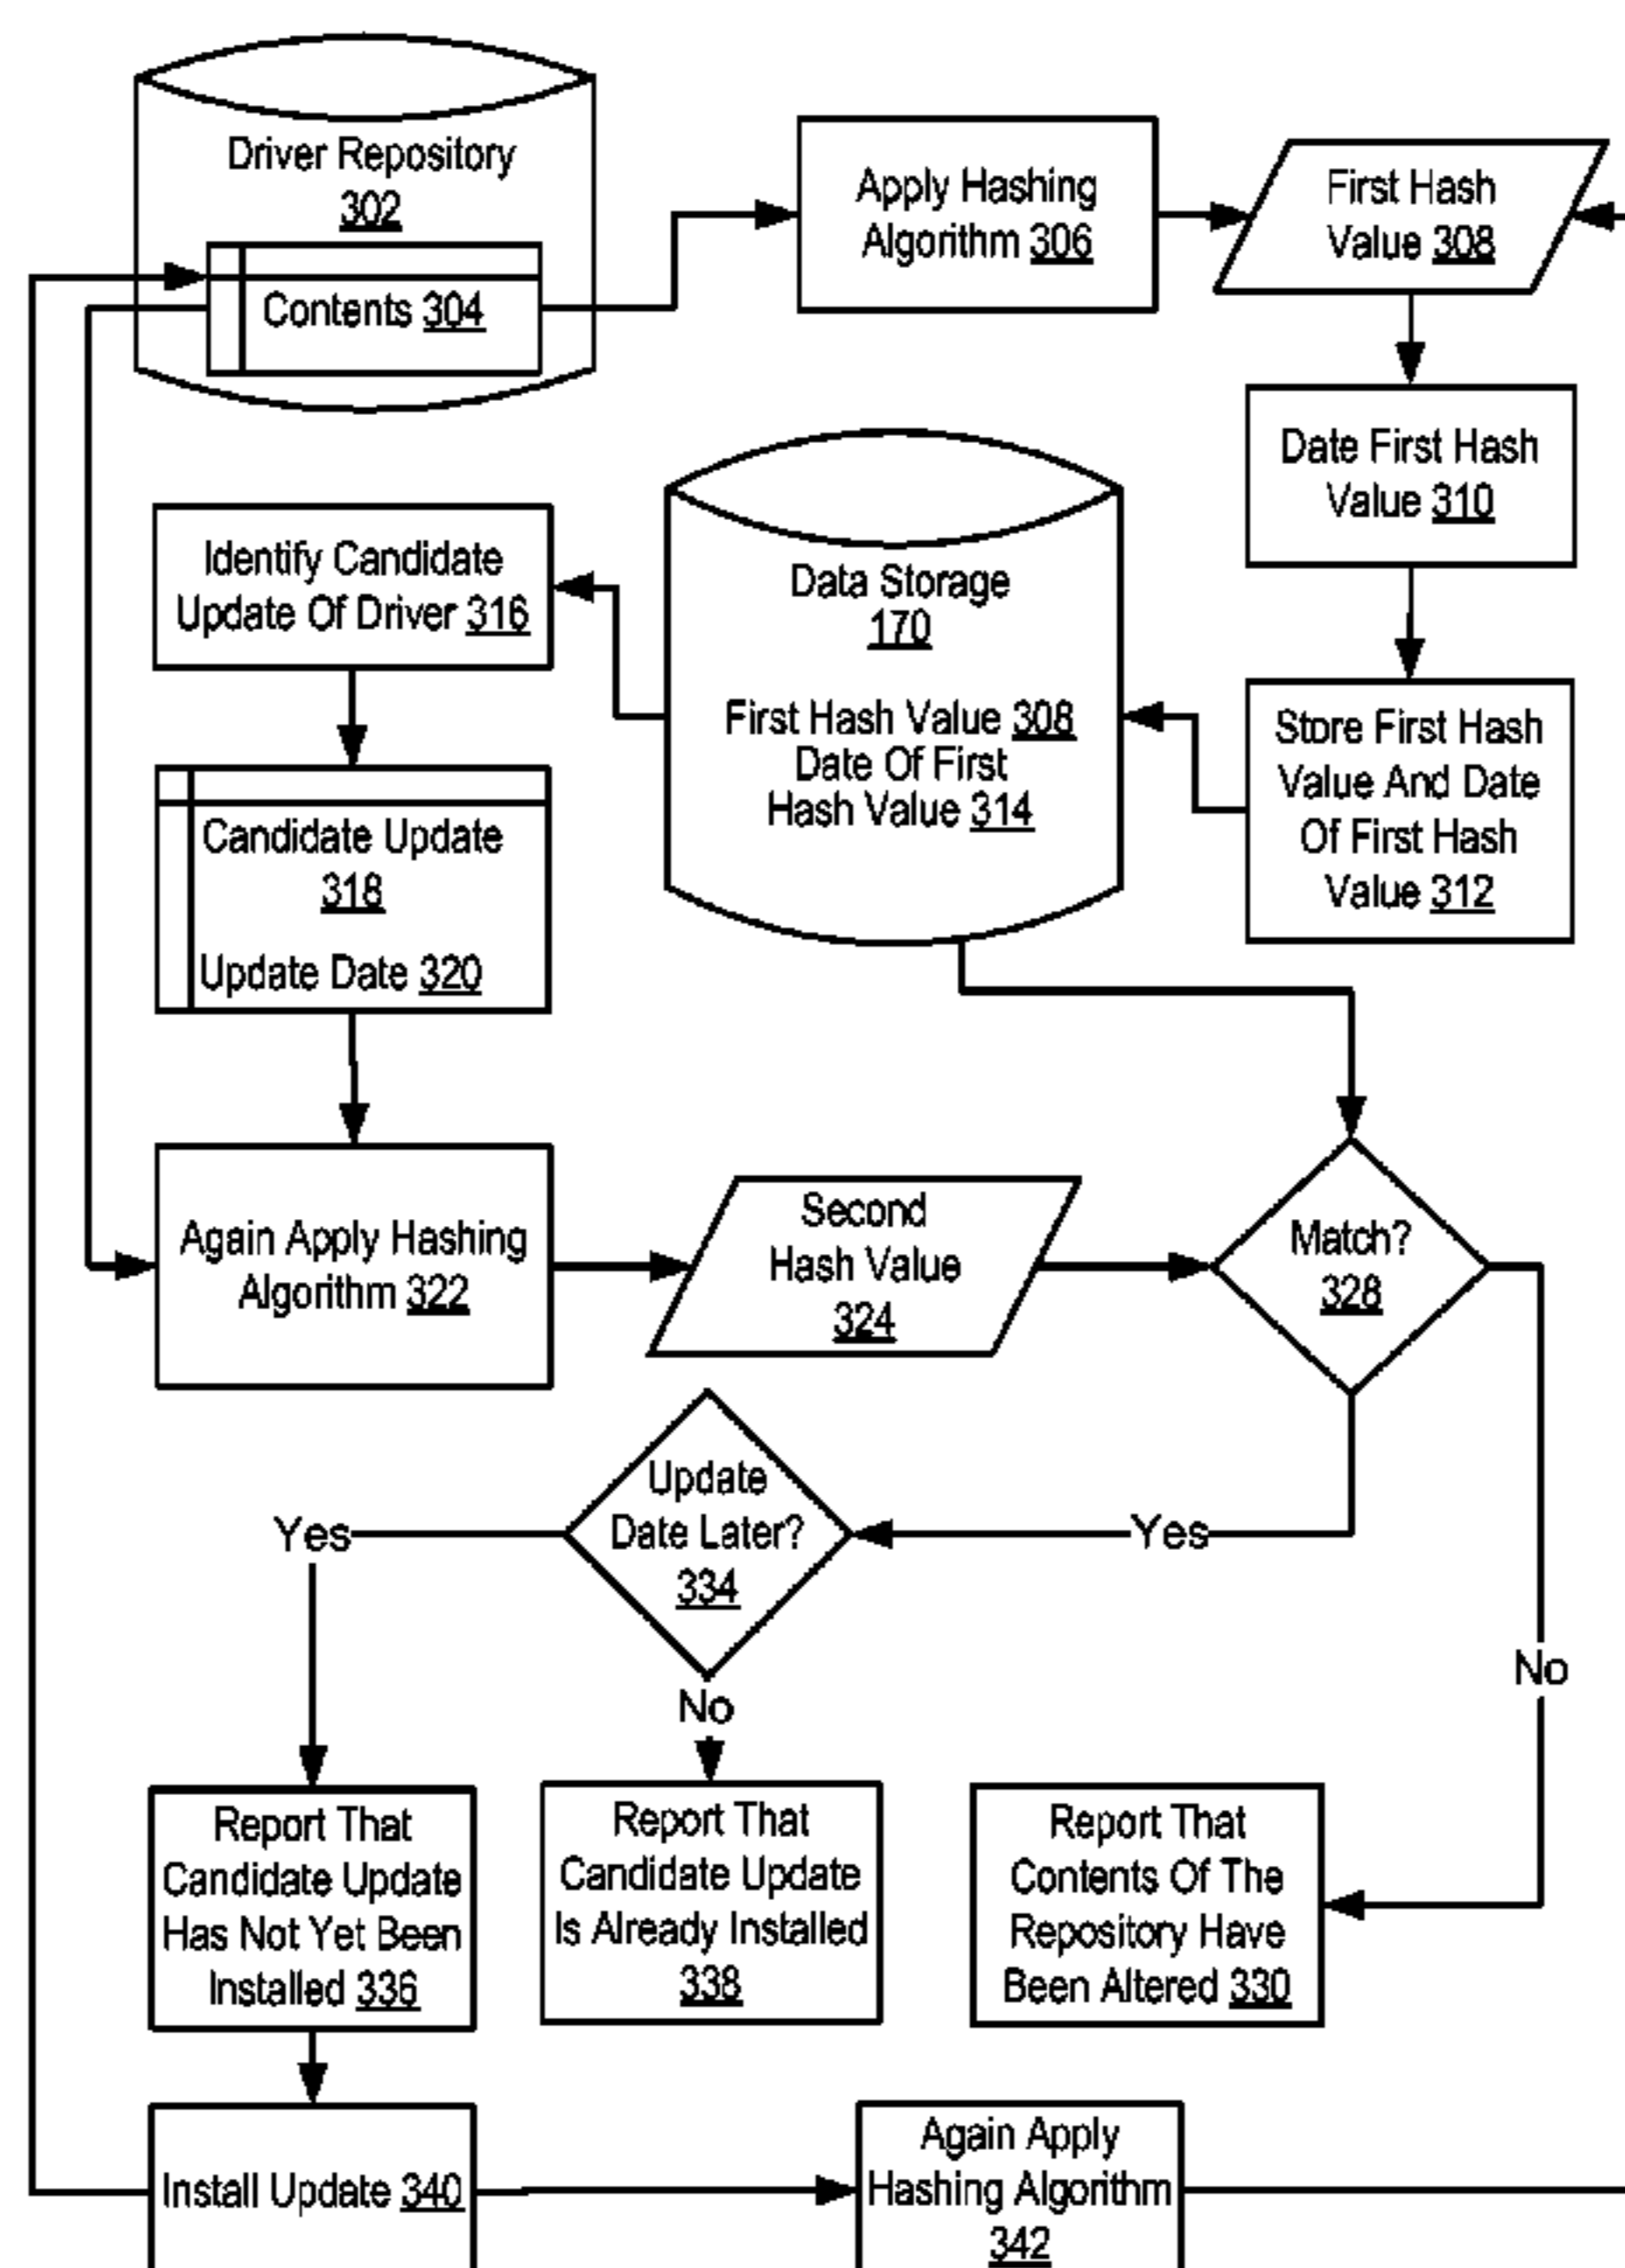 Driver Repository
302
Contents 304
Apply Hashing
Algorithm 306
First Hash
Value 308
Date First Hash
Value 310
Store First Hash
Value And Date
Of First Hash
Value 312
Data Storage
170
First Hash Value 308
Date Of First
Hash Value 314
Identify Candidate
Update Of Driver 316
Candidate Update
318
Update Date 320
Again Apply Hashing
Algorithm 322
Second
Hash Value
324
Match?
328
Yes
No
Update
Date Later?
334
Yes
No
Report That
Candidate Update
Has Not Yet Been
Installed 336
Report That
Candidate Update
Is Already Installed
338
Report That
Contents Of The
Repository Have
Been Altered 330
Install Update 340
Again Apply
Hashing Algorithm
342